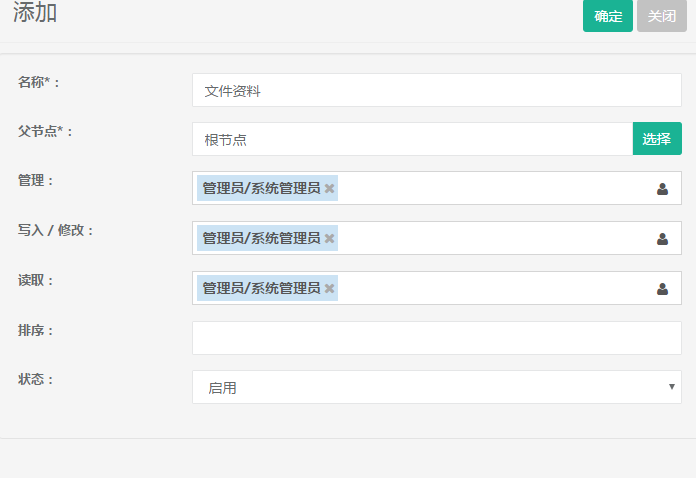 添加
确定
关闭
名称*：
文件资料
父节点*：
根节点
选择
管理：
管理员/系统管理员
写入 / 修改：
管理员/系统管理员
读取：
管理员/系统管理员
排序：
状态：
启用